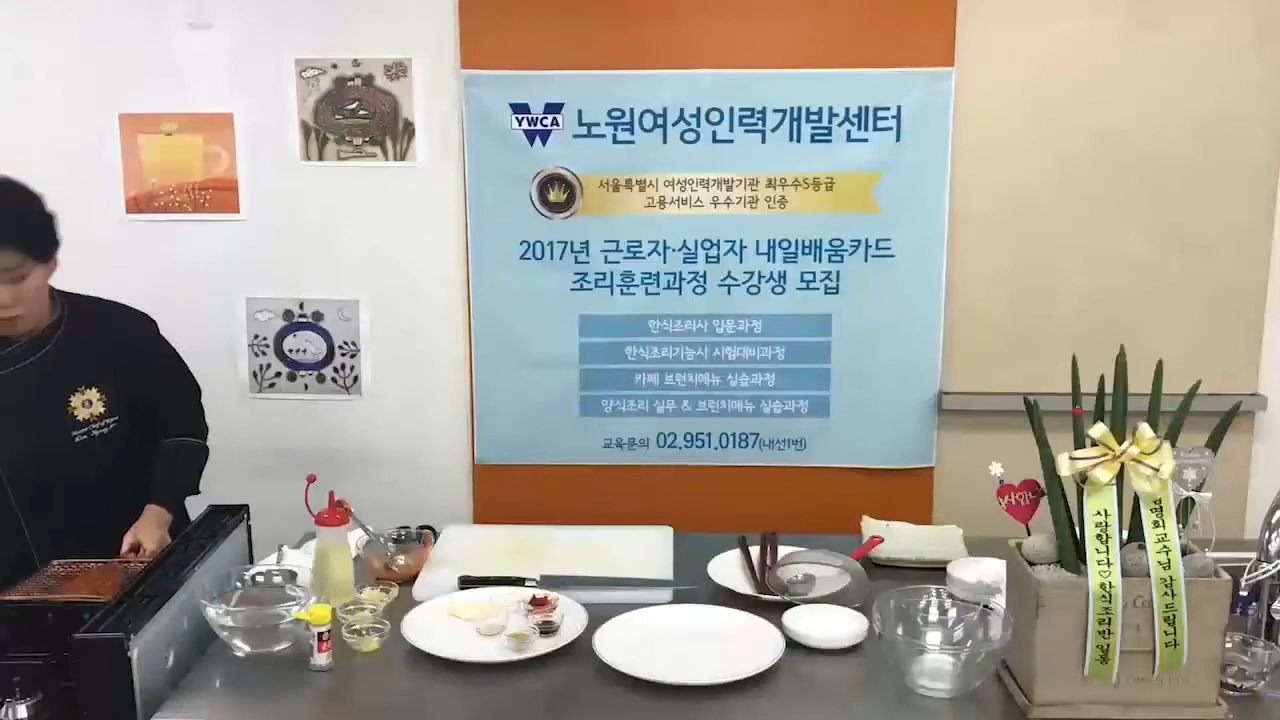 YWCA 노원여성인력개발센터
서울특별시 여성인력개발기관 최우수S등급
고용서비스 우수기관 인증
2017년 근로자·실업자 내일배움카드
조리훈련과정 수강생 모집
한식조리사 입문과정
한식조리기능사 시험대비과정
카페 브런치메뉴 실습과정
양식조리 실무 & 브런치메뉴 실습과정
교육문의 02.951.0187(내선1번)
사랑합니다♡한식조리반 일동
명희교수님 감사드립니다